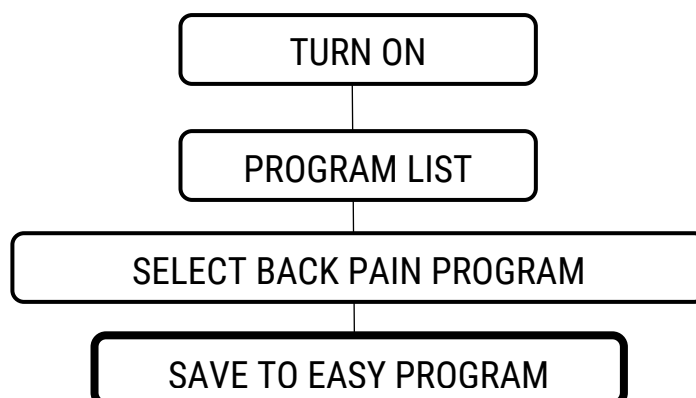 TURN ON
PROGRAM LIST
SELECT BACK PAIN PROGRAM
SAVE TO EASY PROGRAM